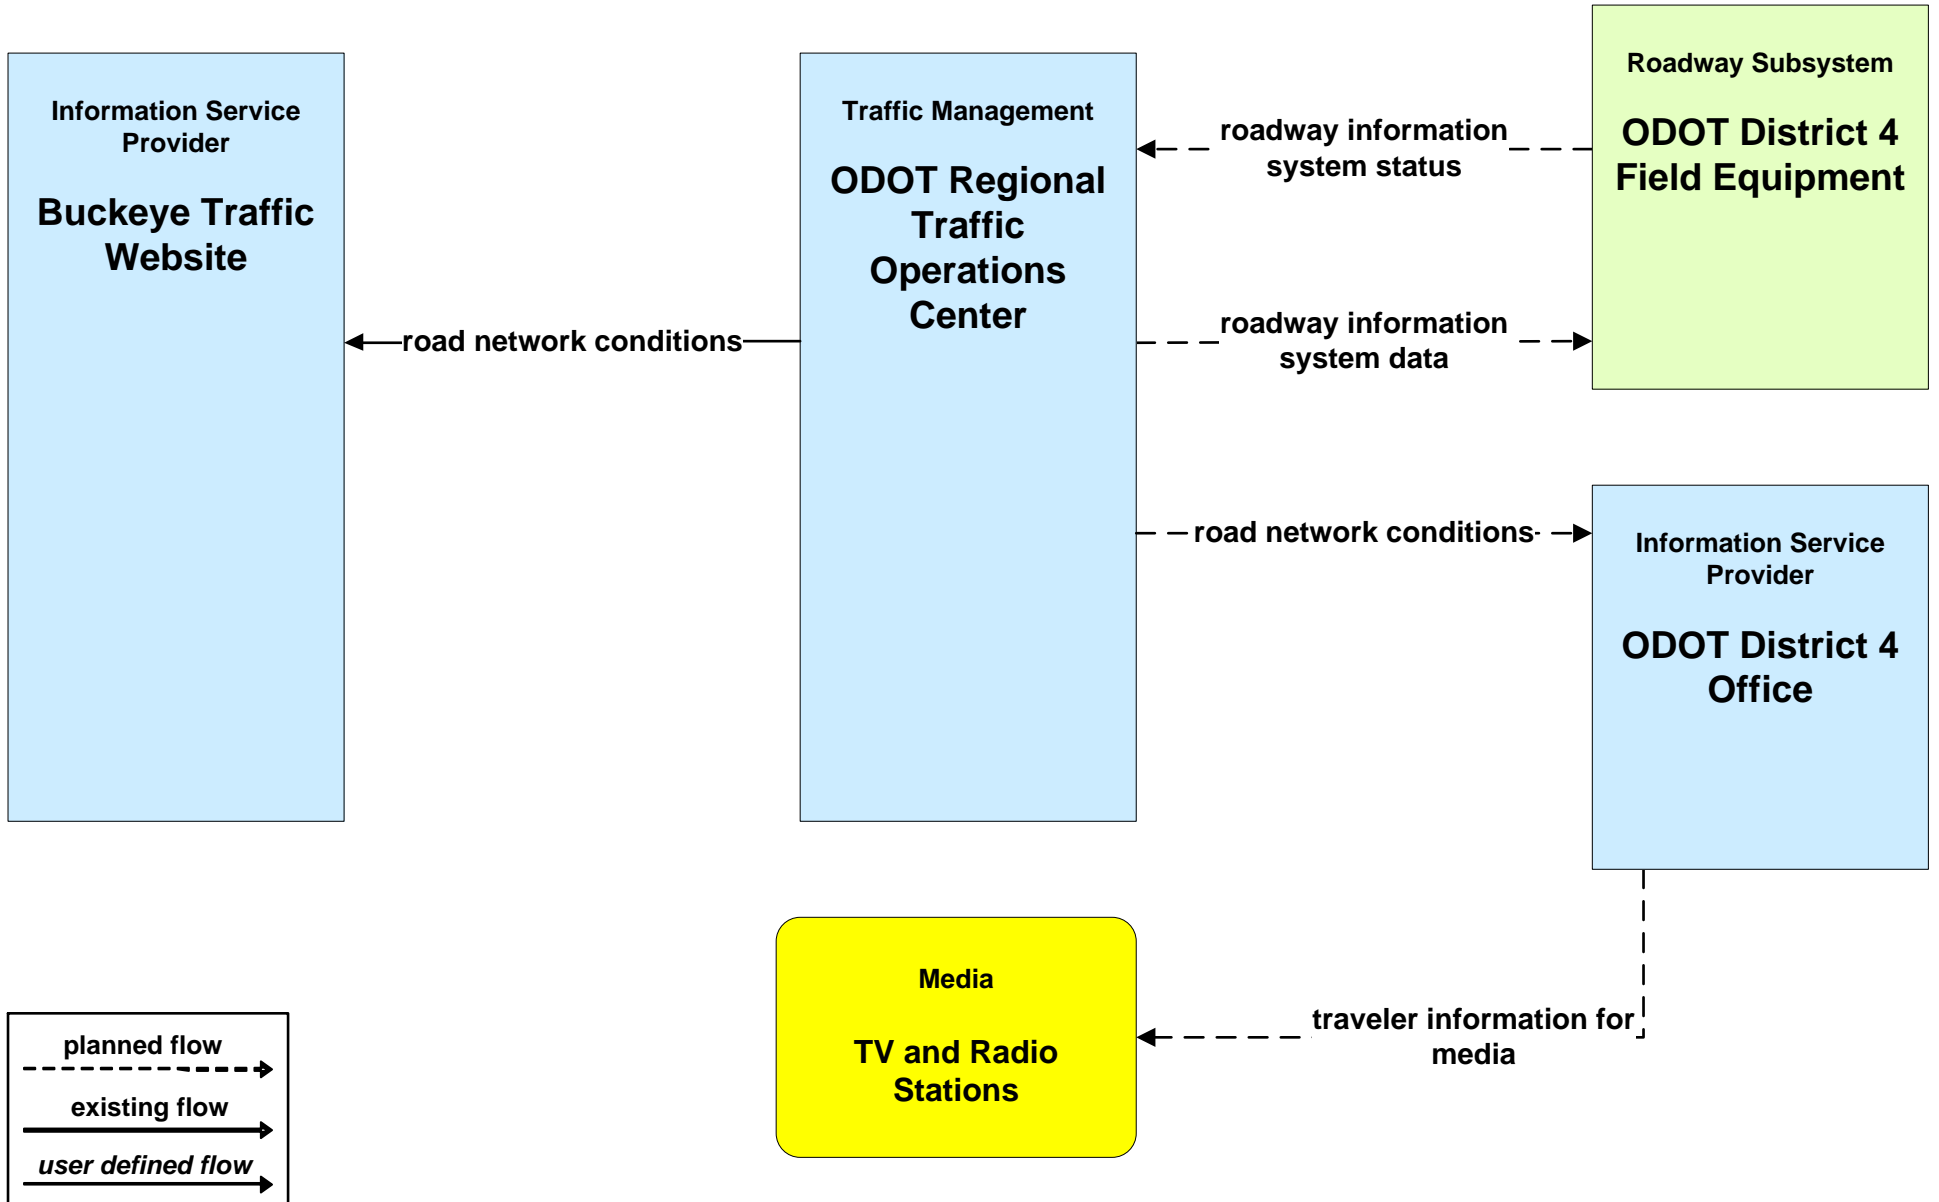 Information Service
Provider
Buckeye Traffic
Website
road network conditions
Traffic Management
ODOT Regional
Traffic
Operations
Center
roadway information
system status
roadway information
system data
road network conditions
Roadway Subsystem
ODOT District 4
Field Equipment
Information Service
Provider
ODOT District 4
Office
traveler information for
media
Media
TV and Radio
Stations
planned flow
existing flow
user defined flow